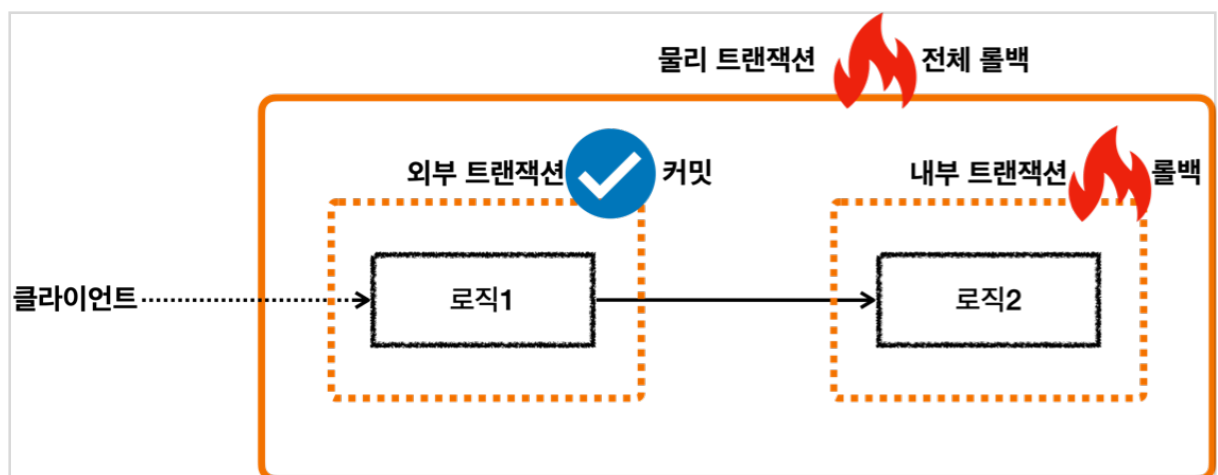 물리 트랜잭션 전체 롤백
외부 트랜잭션 커밋
내부 트랜잭션 롤백
클라이언트
로직1
로직2